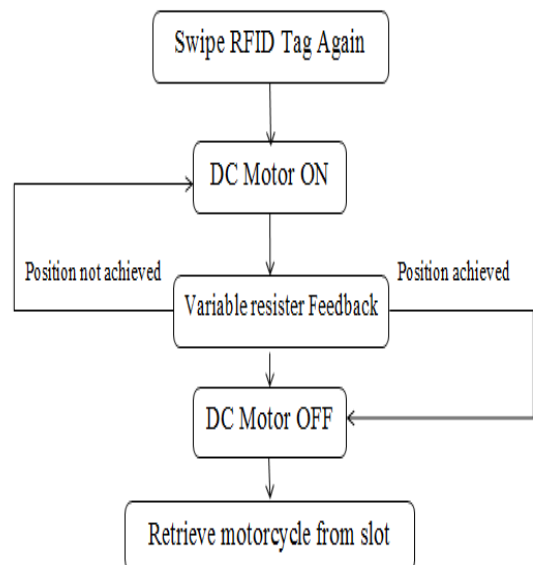 Swipe RFID Tag Again
DC Motor ON
Position not achieved
Position achieved
Variable resister Feedback
DC Motor OFF
Retrieve motorcycle from slot